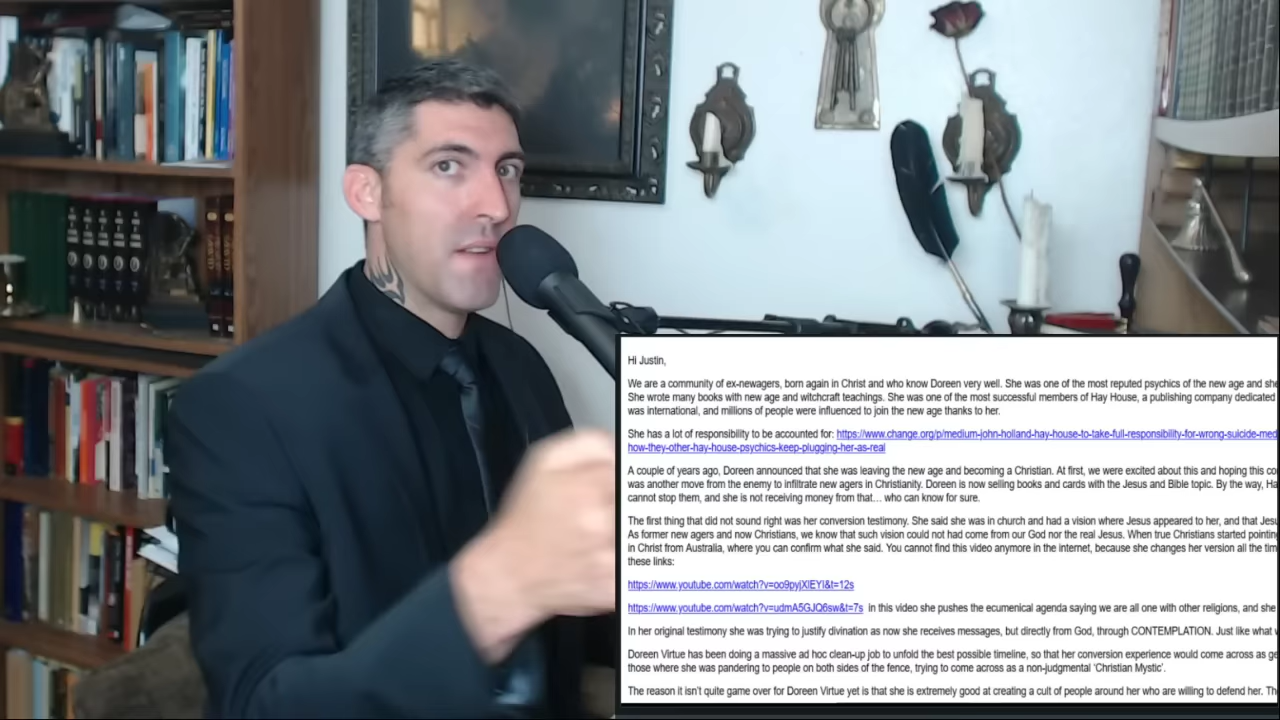 Hi Justin,
We are a community of ex-newagers, born again in Christ and who know Doreen very well. She was one of the most reputed psychics of the new age and she
She wrote many books with new age and witchcraft teachings. She was one of the most successful members of Hay House, a publishing company dedicated
was international, and millions of people were influenced to join the new age thanks to her.
She has a lot of responsibility to be accounted for: https://www.change.org/p/medium-john-holland-hay-house-to-take-full-responsibility-for-wrong-suicide-med
how-they-other-hay-house-psychics-keep-plugging-her-as-real
A couple of years ago, Doreen announced that she was leaving the new age and becoming a Christian. At first, we were excited about this and hoping this co
was another move from the enemy to infiltrate new agers in Christianity. Doreen is now selling books and cards with the Jesus and Bible topic. By the way, Ha
cannot stop them, and she is not receiving money from that… who can know for sure.
The first thing that did not sound right was her conversion testimony. She said she was in church and had a vision where Jesus appeared to her, and that Jesu
As former new agers and now Christians, we know that such vision could not had come from our God nor the real Jesus. When true Christians started pointing
in Christ from Australia, where you can confirm what she said. You cannot find this video anymore in the internet, because she changes her version all the tim
these links:
https://www.youtube.com/watch?v=oo9pyjXlEYI&t=12s
https://www.youtube.com/watch?v=udmA5GJQ6sw&t=7s in this video she pushes the ecumenical agenda saying we are all one with other religions, and she
In her original testimony she was trying to justify divination as now she receives messages, but directly from God, through CONTEMPLATION. Just like what w
Doreen Virtue has been doing a massive ad hoc clean-up job to unfold the best possible timeline, so that her conversion experience would come across as ge
those where she was pandering to people on both sides of the fence, trying to come across as a non-judgmental 'Christian Mystic'.
The reason it isn't quite game over for Doreen Virtue yet is that she is extremely good at creating a cult of people around her who are willing to defend her. Th